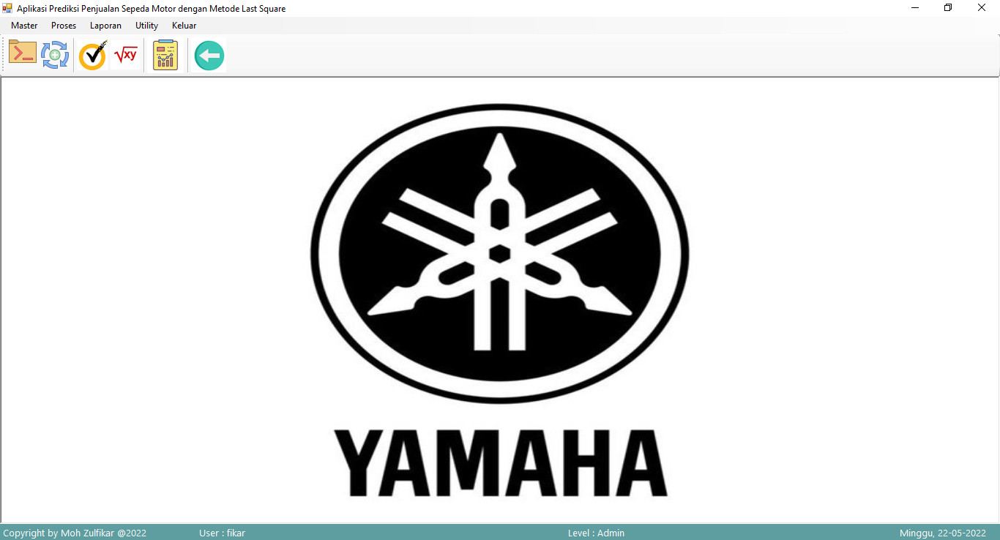 Aplikasi Prediksi Penjualan Sepeda Motor dengan Metode Last Square
Master Proses Laporan Utility Keluar
√xy
YAMAHA
Copyright by Moh Zulfikar @2022 User : fikar Level : Admin Minggu, 22-05-2022